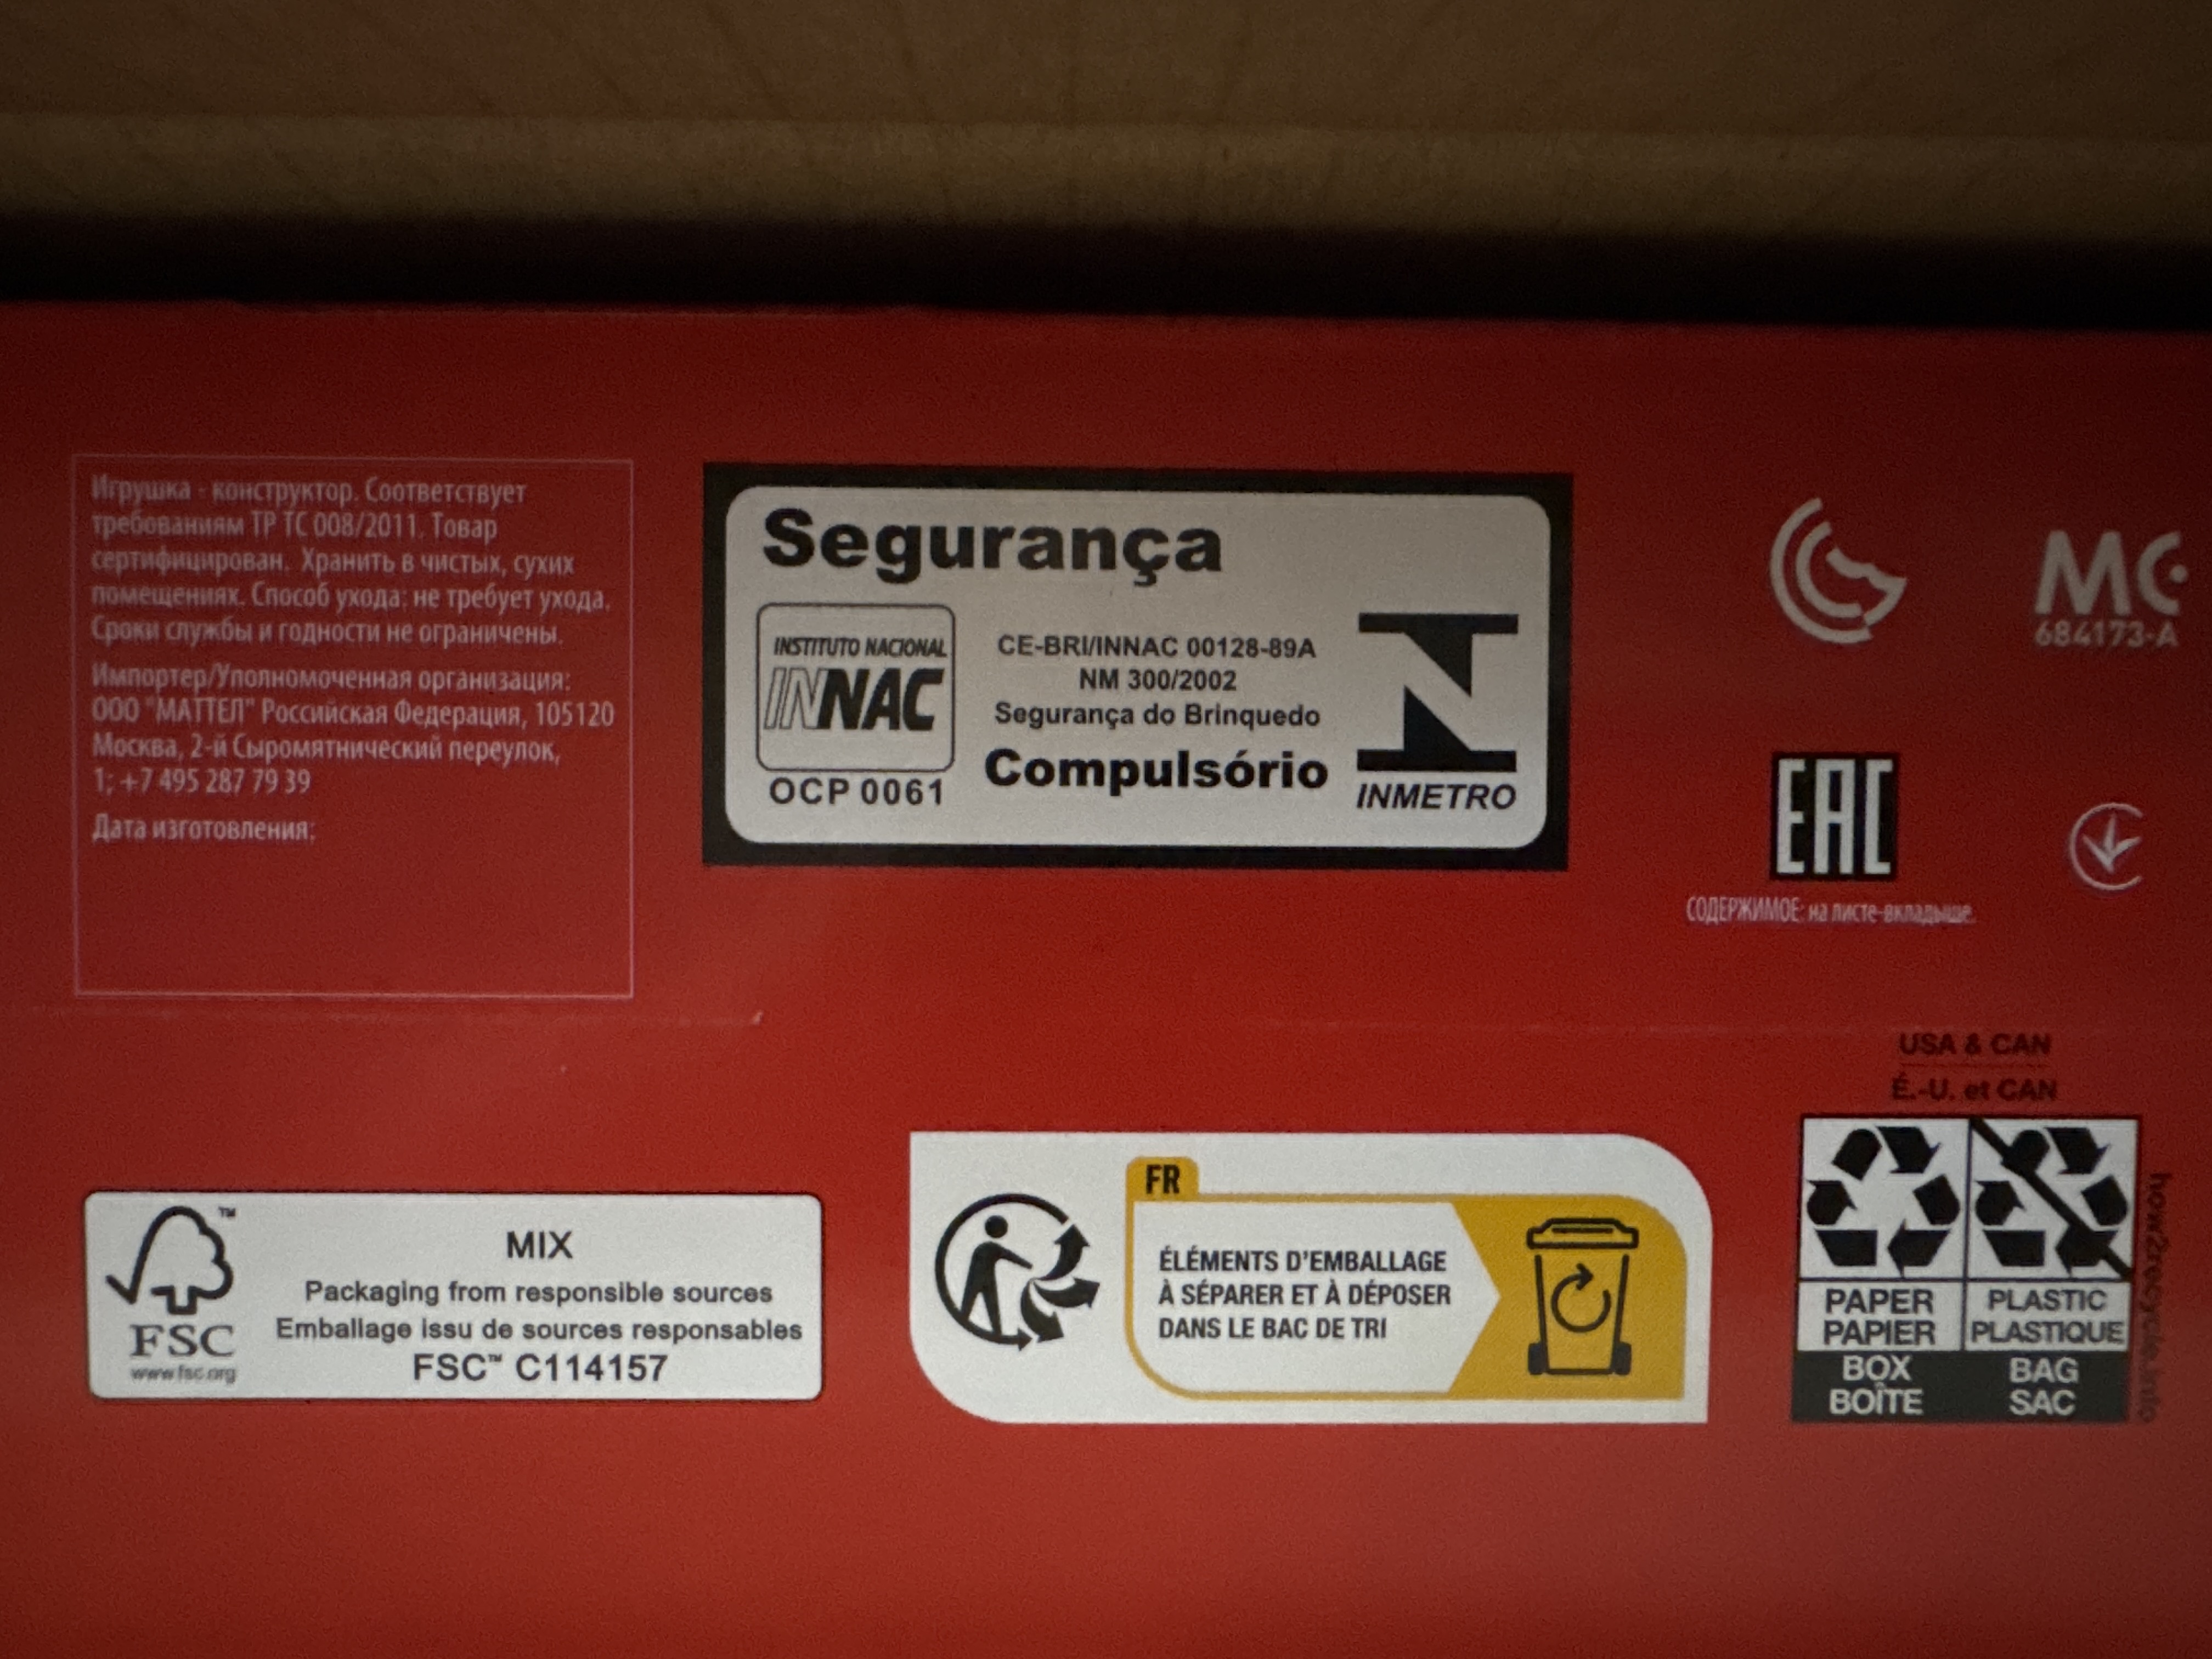 Игрушка - конструктор. Соответствует
требованиям ТР ТС 008/2011. Товар
сертифицирован. Хранить в чистых, сухих
помещениях. Способ ухода: не требует ухода.
Сроки службы и годности не ограничены.
Импортер/Уполномоченная организация:
ООО "МАТТЕЛ" Российская Федерация, 105120
Москва, 2-й Сыромятнический переулок,
1; +7 495 287 79 39
Дата изготовления:
Segurança
INSTITUTO NACIONAL
INNAC
OCP 0061
CE-BRI/INNAC 00128-89A
NM 300/2002
Segurança do Brinquedo
Compulsório
INMETRO
684173-A
EAC
СОДЕРЖИМОЕ: на листе-вкладыше.
TM
FSC
www.fsc.org
MIX
Packaging from responsible sources
Emballage issu de sources responsables
FSC™ C114157
FR
ÉLÉMENTS D'EMBALLAGE
À SÉPARER ET À DÉPOSER
DANS LE BAC DE TRI
USA & CAN
É.-U. et CAN
PAPER
PAPIER
BOX
BOÎTE
PLASTIC
PLASTIQUE
BAG
SAC
how2recycle.info